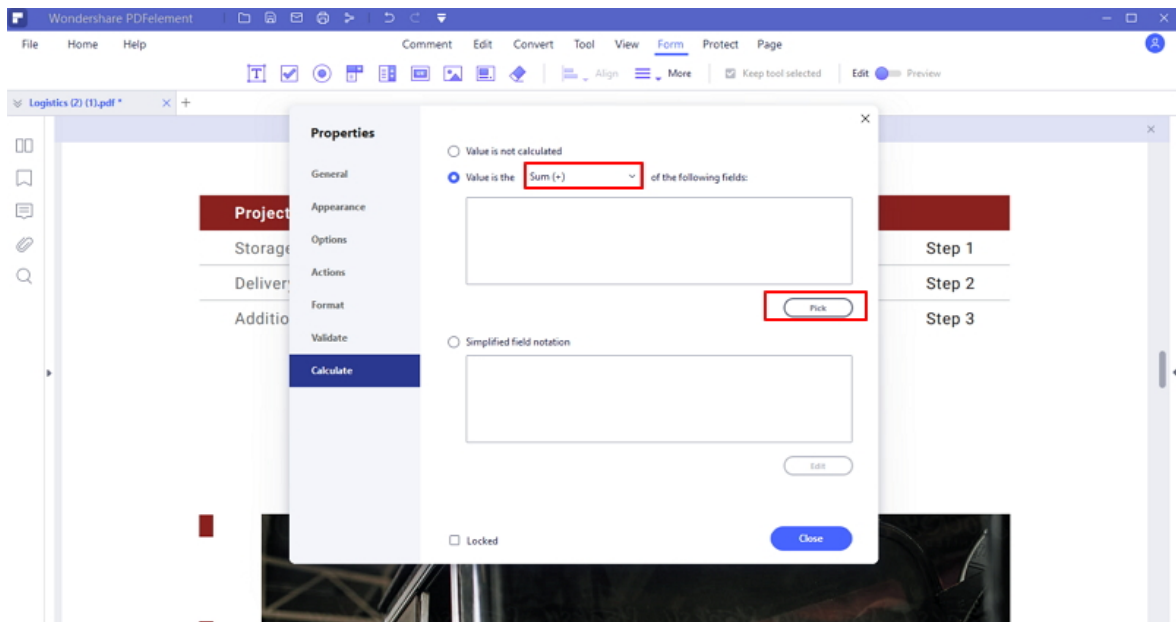 Wondershare PDFelement
File Home Help Comment Edit Convert Tool View Form Protect Page
T Align More Keep tool selected Edit Preview
Logistics (2) (1).pdf * × +
Properties
General
Appearance
Options
Actions
Format
Validate
Calculate
Value is not calculated
Value is the Sum (+) of the following fields:
Pick
Simplified field notation
Edit
Locked
Close
Project
Storage Step 1
Deliver Step 2
Additio Step 3